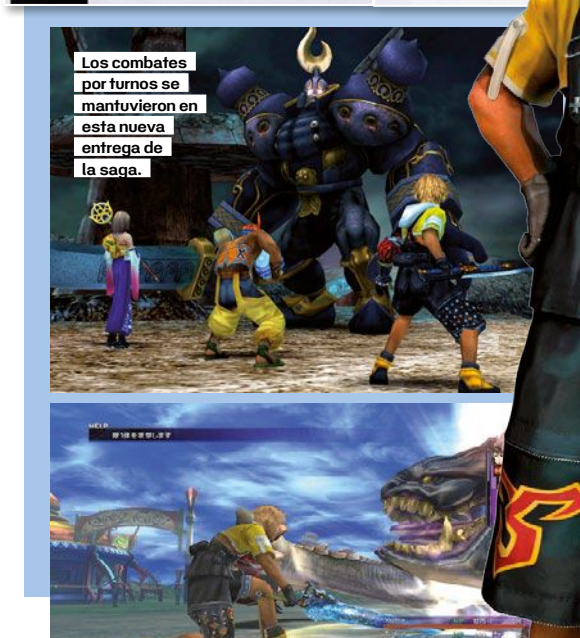 Los combates
por turnos se
mantuvieron en
esta nueva
entrega de
la saga.
HELP